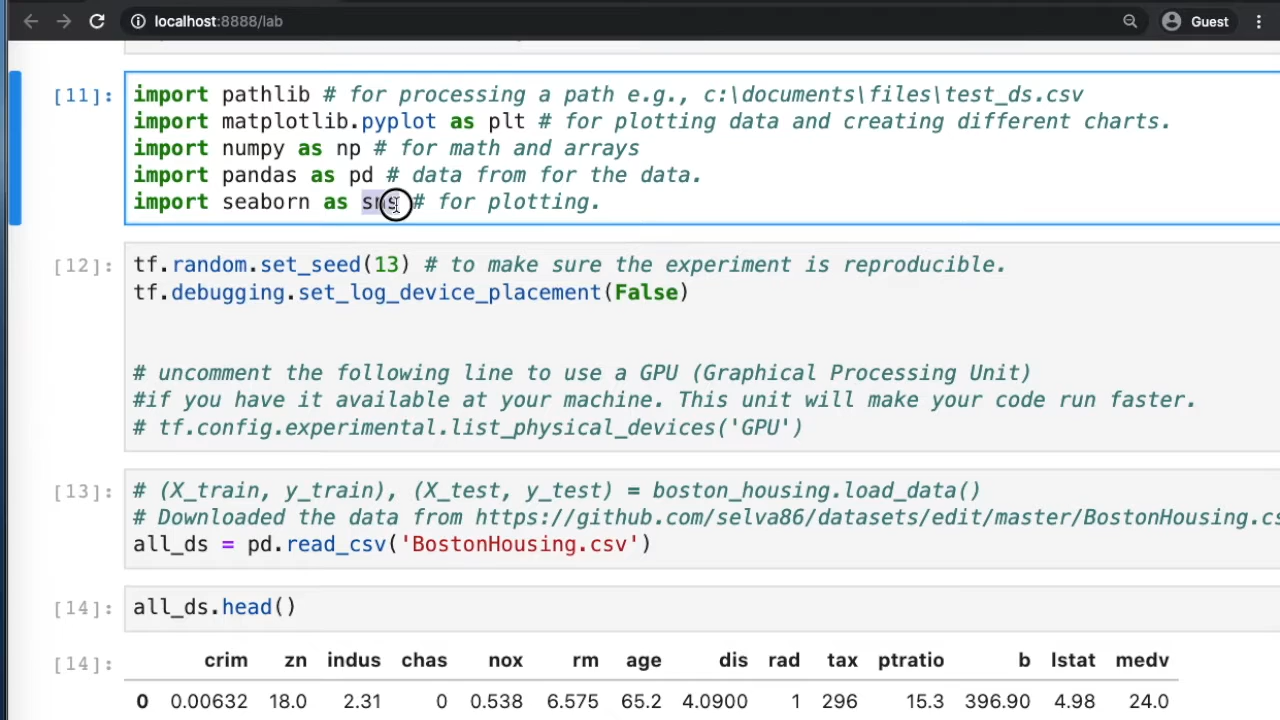 localhost:8888/lab
Guest
[11]:
import pathlib # for processing a path e.g., c:\documents\files\test_ds.csv
import matplotlib.pyplot as plt # for plotting data and creating different charts.
import numpy as np # for math and arrays
import pandas as pd # data from for the data.
import seaborn as sns # for plotting.
[12]:
tf.random.set_seed(13) # to make sure the experiment is reproducible.
tf.debugging.set_log_device_placement(False)
# uncomment the following line to use a GPU (Graphical Processing Unit)
#if you have it available at your machine. This unit will make your code run faster.
# tf.config.experimental.list_physical_devices('GPU')
[13]:
# (X_train, y_train), (X_test, y_test) = boston_housing.load_data()
# Downloaded the data from https://github.com/selva86/datasets/edit/master/BostonHousing.cs
all_ds = pd.read_csv('BostonHousing.csv')
[14]:
all_ds.head()
[14]:
crim zn indus chas nox rm age dis rad tax ptratio b lstat medv
0 0.00632 18.0 2.31 0 0.538 6.575 65.2 4.0900 1 296 15.3 396.90 4.98 24.0